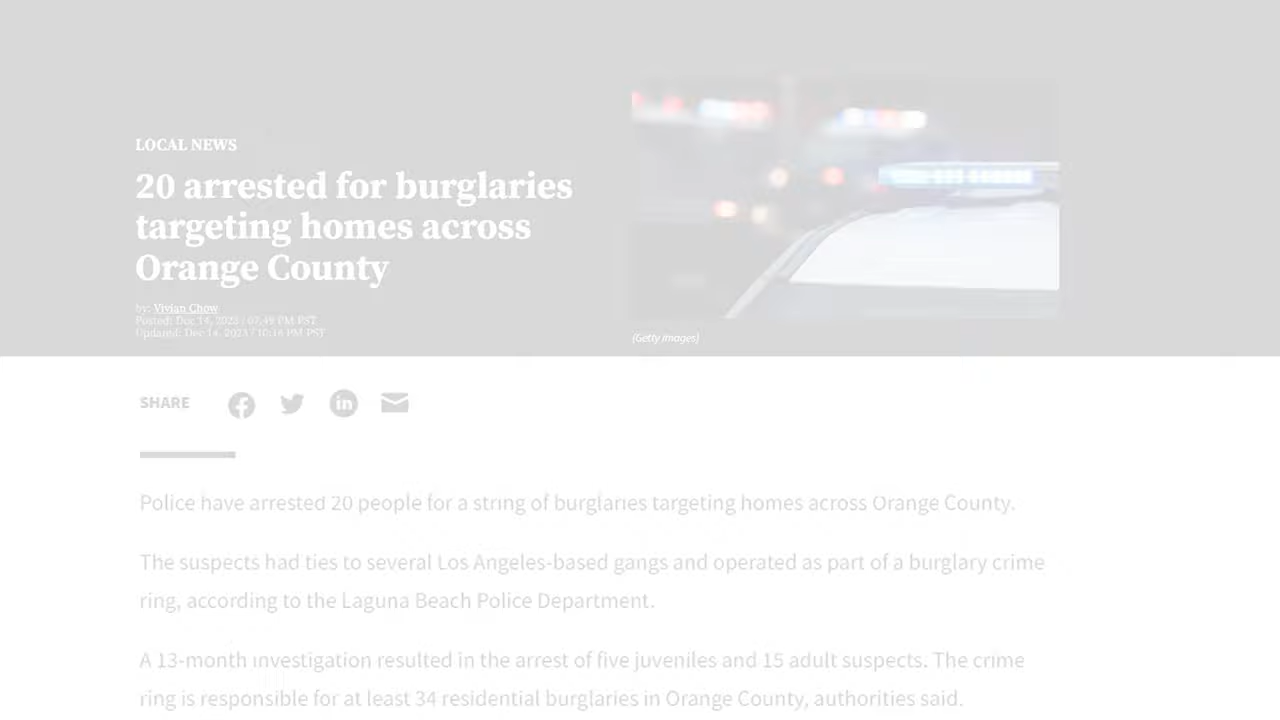 LOCAL NEWS
20 arrested for burglaries
targeting homes across
Orange County
by: Vivian Chow
Posted: Dec 14, 2023 / 07:49 PM PST
Updated: Dec 14, 2023 / 10:16 PM PST
(Getty Images)
SHARE
Police have arrested 20 people for a string of burglaries targeting homes across Orange County.
The suspects had ties to several Los Angeles-based gangs and operated as part of a burglary crime
ring, according to the Laguna Beach Police Department.
A 13-month investigation resulted in the arrest of five juveniles and 15 adult suspects. The crime
ring is responsible for at least 34 residential burglaries in Orange County, authorities said.